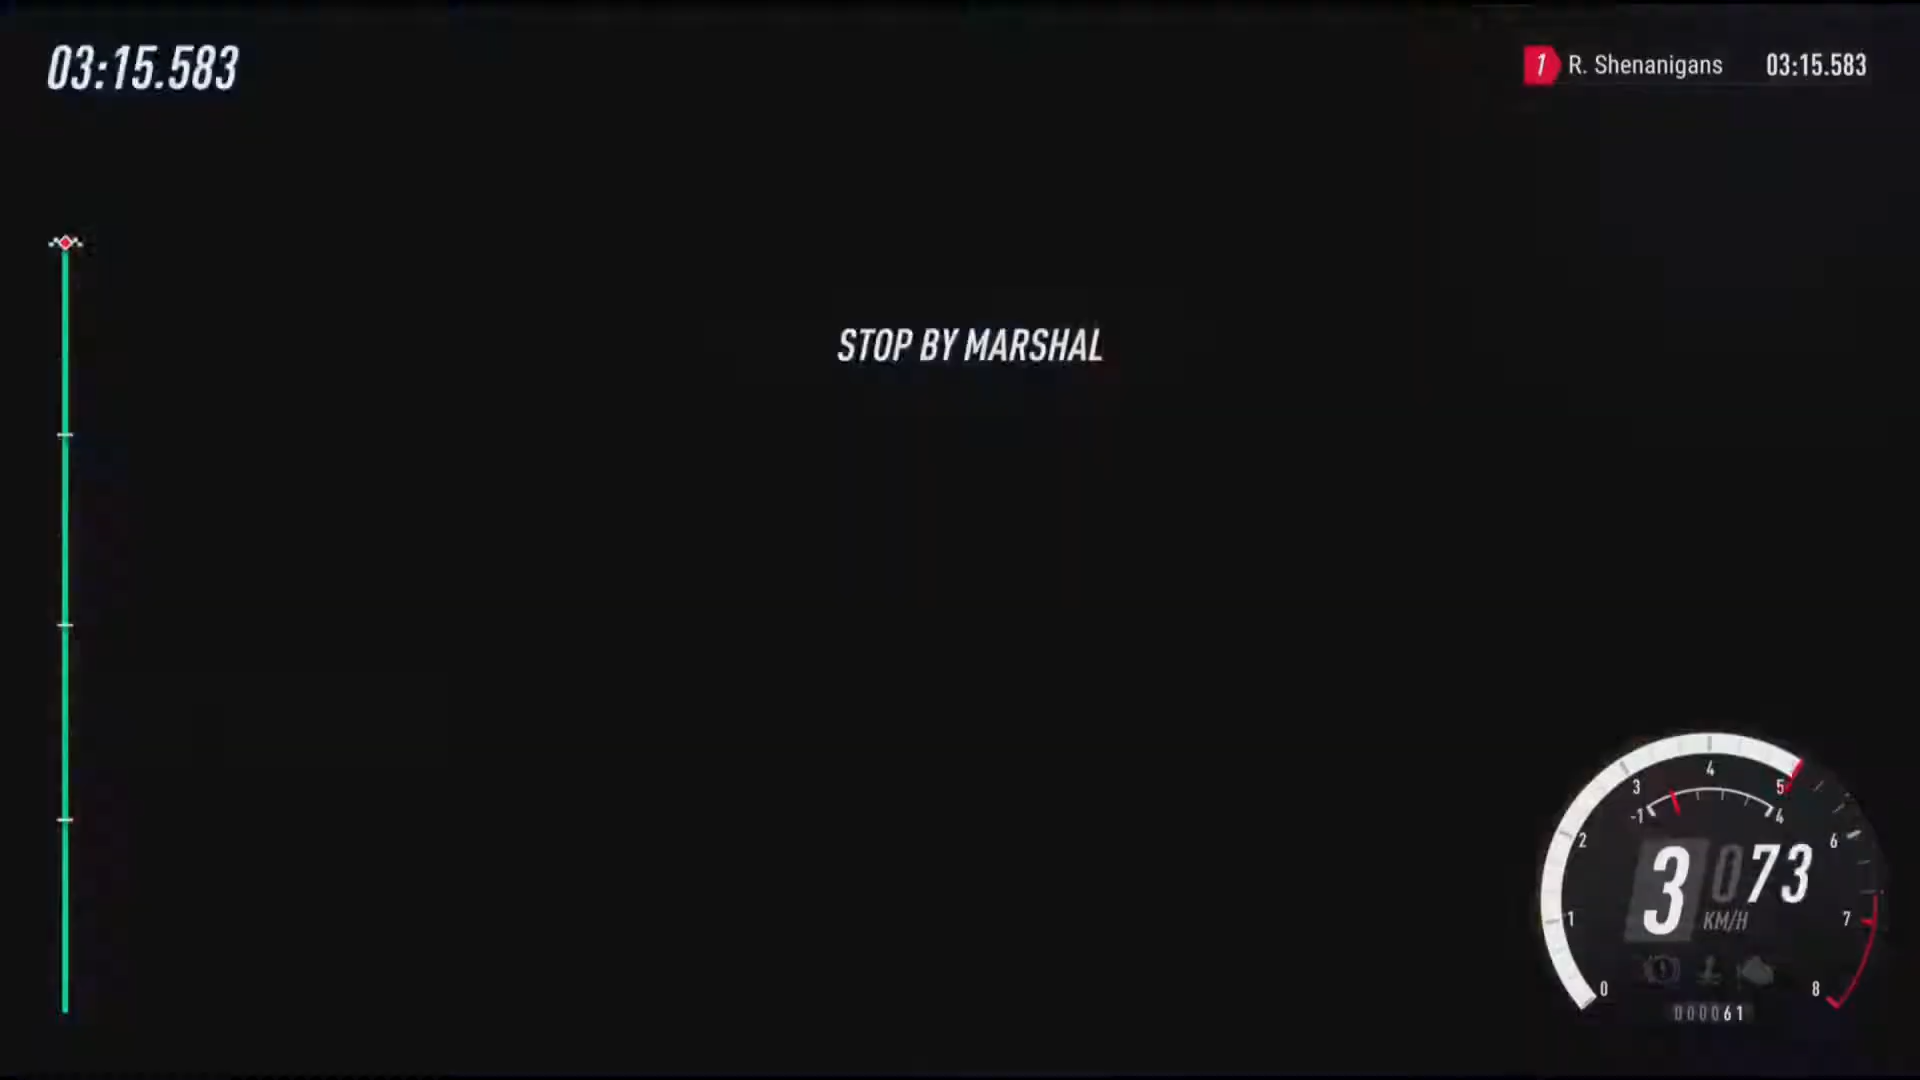 03:15.583
1 R. Shenanigans 03:15.583
STOP BY MARSHAL
0 1 2 3 4 5 6 7 8
-1 4
3 073
KM/H
000061